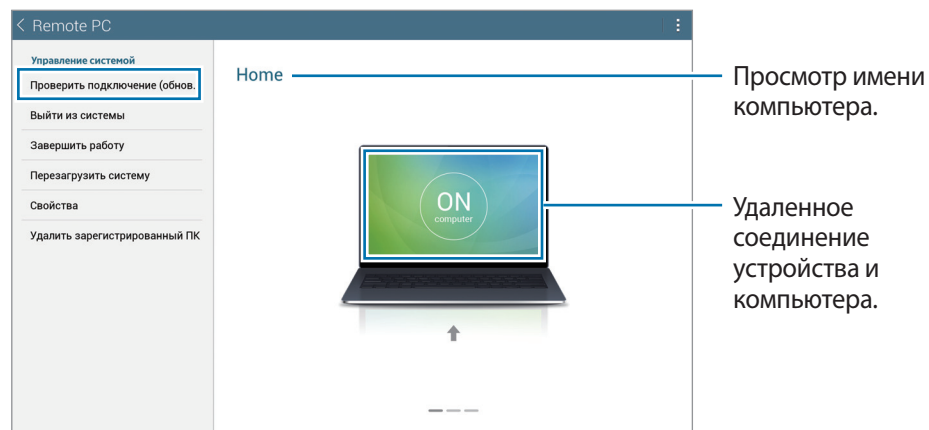 Remote PC
Управление системой
Проверить подключение (обнов.
Выйти из системы
Завершить работу
Перезагрузить систему
Свойства
Удалить зарегистрированный ПК
Home
ON
computer
Просмотр имени
компьютера.
Удаленное
соединение
устройства и
компьютера.